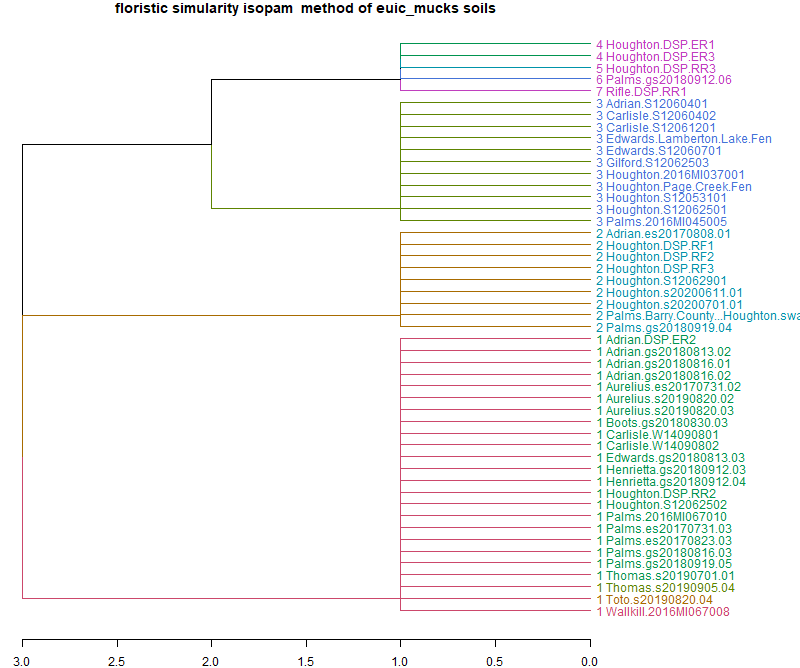 floristic simularity isopam method of euic_mucks soils
4 Houghton.DSP.ER1
4 Houghton.DSP.ER3
5 Houghton.DSP.RR3
6 Palms.gs20180912.06
7 Rifle.DSP.RR1
3 Adrian.S12060401
3 Carlisle.S12060402
3 Carlisle.S12061201
3 Edwards.Lamberton.Lake.Fen
3 Edwards.S12060701
3 Gilford.S12062503
3 Houghton.2016MI037001
3 Houghton.Page.Creek.Fen
3 Houghton.S12053101
3 Houghton.S12062501
3 Palms.2016MI045005
2 Adrian.es20170808.01
2 Houghton.DSP.RF1
2 Houghton.DSP.RF2
2 Houghton.DSP.RF3
2 Houghton.S12062901
2 Houghton.s20200611.01
2 Houghton.s20200701.01
2 Palms.Barry.County...Houghton.swa
2 Palms.gs20180919.04
1 Adrian.DSP.ER2
1 Adrian.gs20180813.02
1 Adrian.gs20180816.01
1 Adrian.gs20180816.02
1 Aurelius.es20170731.02
1 Aurelius.s20190820.02
1 Aurelius.s20190820.03
1 Boots.gs20180830.03
1 Carlisle.W14090801
1 Carlisle.W14090802
1 Edwards.gs20180813.03
1 Henrietta.gs20180912.03
1 Henrietta.gs20180912.04
1 Houghton.DSP.RR2
1 Houghton.S12062502
1 Palms.2016MI067010
1 Palms.es20170731.03
1 Palms.es20170823.03
1 Palms.gs20180816.03
1 Palms.gs20180919.05
1 Thomas.s20190701.01
1 Thomas.s20190905.04
1 Toto.s20190820.04
1 Wallkill.2016MI067008
3.0 2.5 2.0 1.5 1.0 0.5 0.0